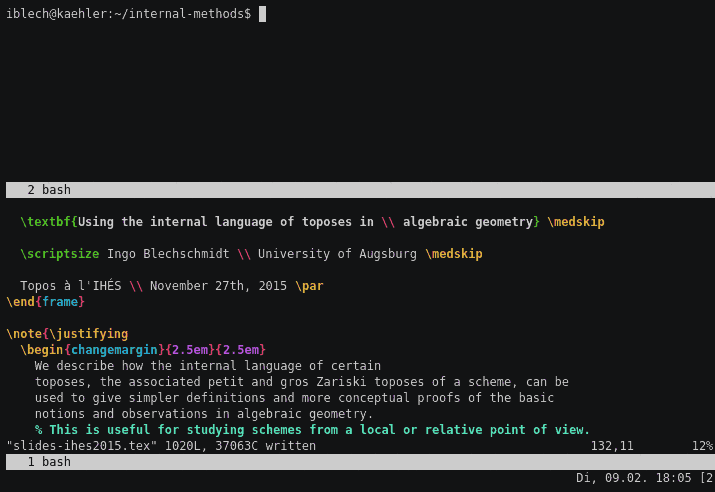 iblech@kaehler:~/internal-methods$
2 bash
\textbf{Using the internal language of toposes in \\ algebraic geometry} \medskip
\scriptsize Ingo Blechschmidt \\ University of Augsburg \medskip
Topos à l'IHÉS \\ November 27th, 2015 \par
\end{frame}
\note{\justifying
\begin{changemargin}{2.5em}{2.5em}
We describe how the internal language of certain
toposes, the associated petit and gros Zariski toposes of a scheme, can be
used to give simpler definitions and more conceptual proofs of the basic
notions and observations in algebraic geometry.
% This is useful for studying schemes from a local or relative point of view.
"slides-ihes2015.tex" 1020L, 37063C written 132,11 12%
1 bash
Di, 09.02. 18:05 [2